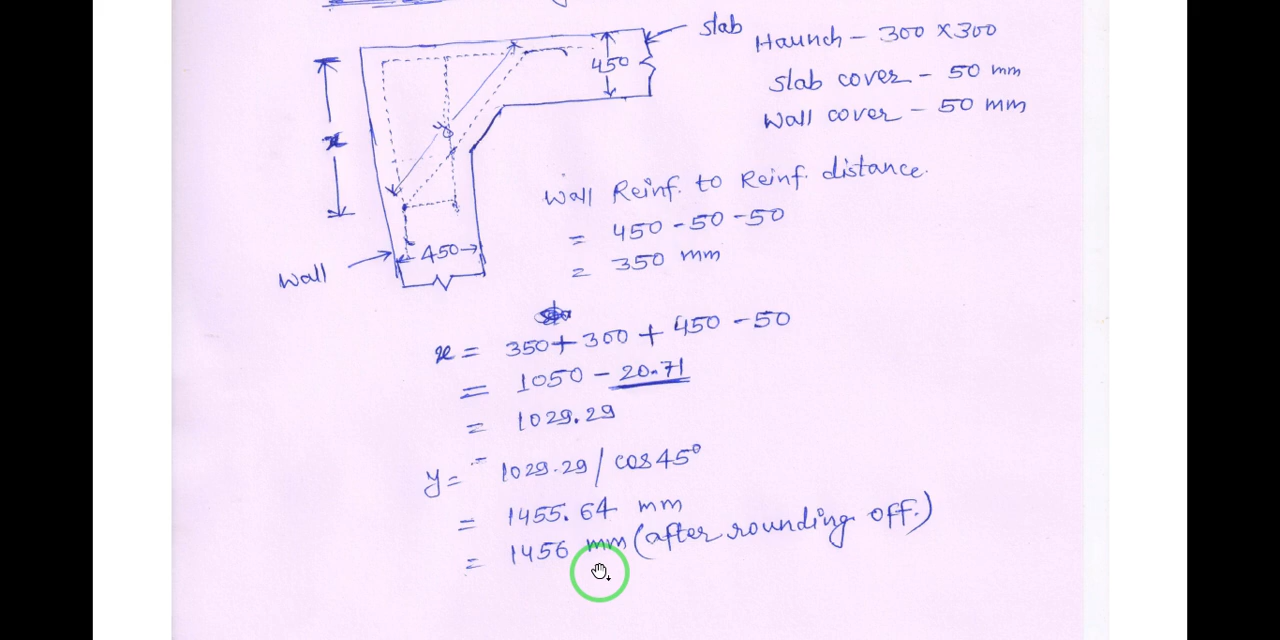 slab
450
Haunch - 300 X 300
slab cover - 50 mm
Wall cover - 50 mm
x
450
Wall
y
Wall Reinf. to Reinf. distance.
= 450 - 50 - 50
= 350 mm
x = 350 + 300 + 450 - 50
= 1050 - 20.71
= 1029.29
y = 1029.29 / cos 45°
= 1455.64 mm
= 1456 mm (after rounding off.)